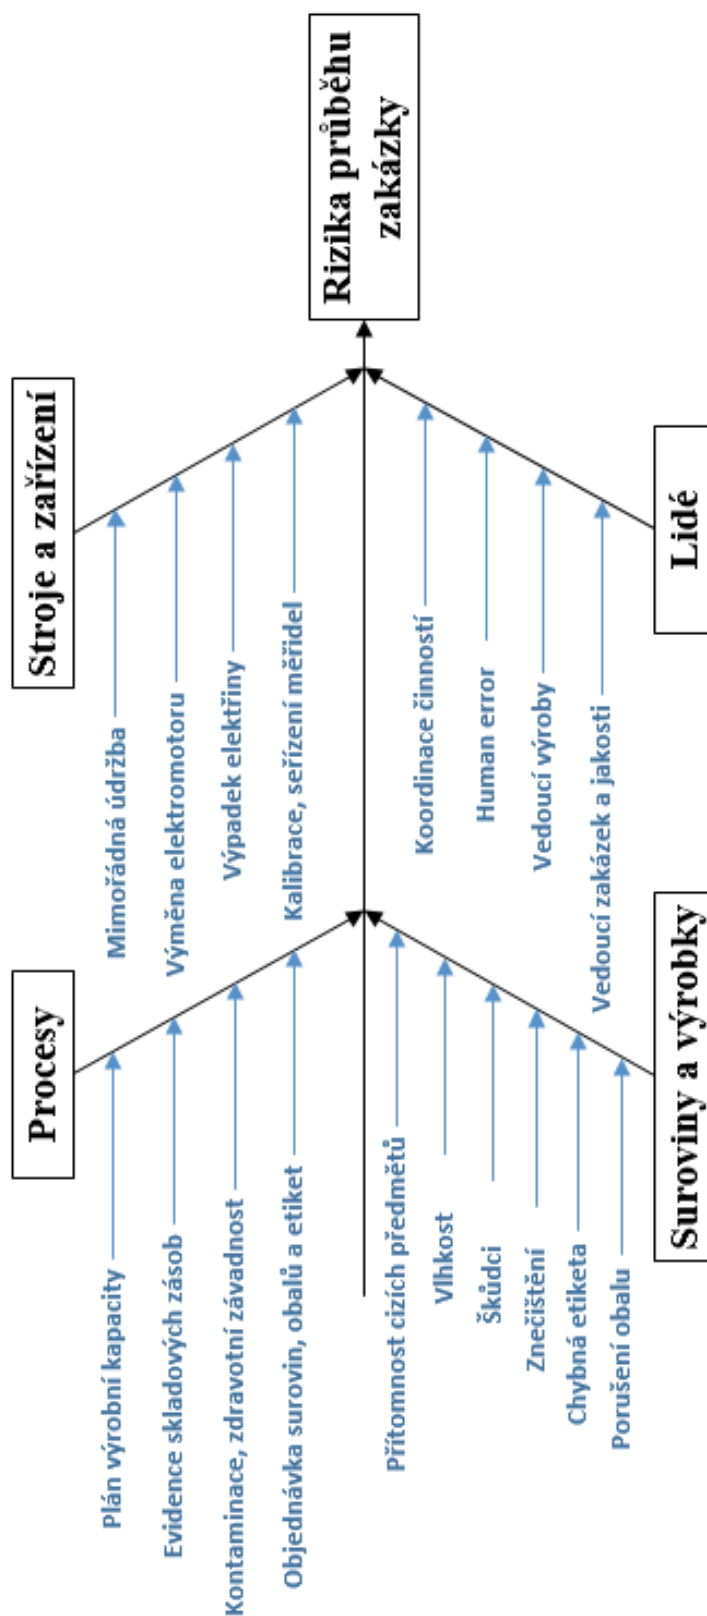 Procesy
Plán výrobní kapacity
Evidence skladových zásob
Kontaminace, zdravotní závadnost
Objednávka surovin, obalů a etiket
Stroje a zařízení
Mimořádná údržba
Výměna elektromotoru
Výpadek elektřiny
Kalibrace, seřízení měřidel
Rizika průběhu
zakázky
Přítomnost cizích předmětů
Vlhkost
Škůdci
Znečištění
Chybná etiketa
Porušení obalu
Suroviny a výrobky
Koordinace činností
Human error
Vedoucí výroby
Vedoucí zakázek a jakosti
Lidé